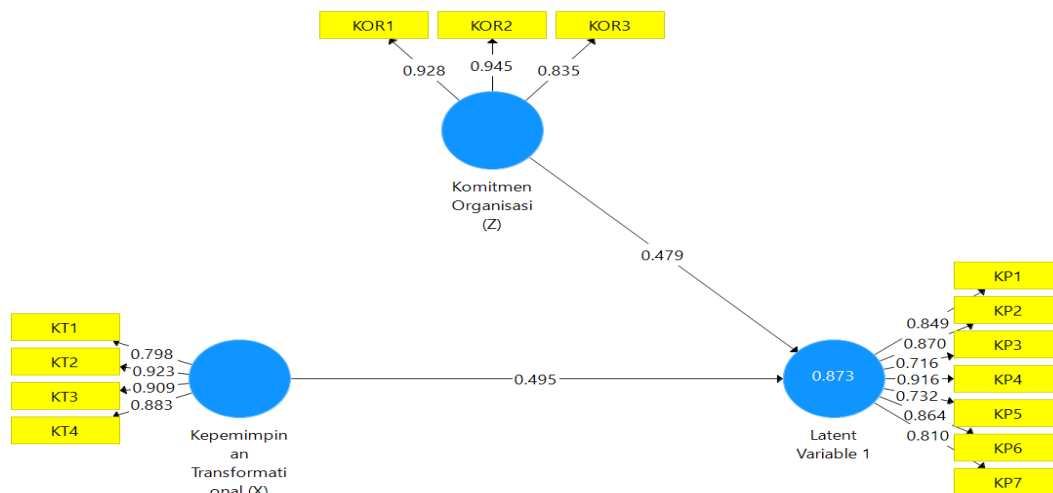 KOR1
KOR2
KOR3
0.928
0.945
0.835
Komitmen
Organisasi
(Z)
0.479
KT1
KT2
KT3
KT4
0.798
0.923
0.909
0.883
Kepemimpin
an
Transformati
onal (X)
0.495
0.873
Latent
Variable 1
0.849
0.870
0.716
0.916
0.732
0.864
0.810
KP1
KP2
KP3
KP4
KP5
KP6
KP7